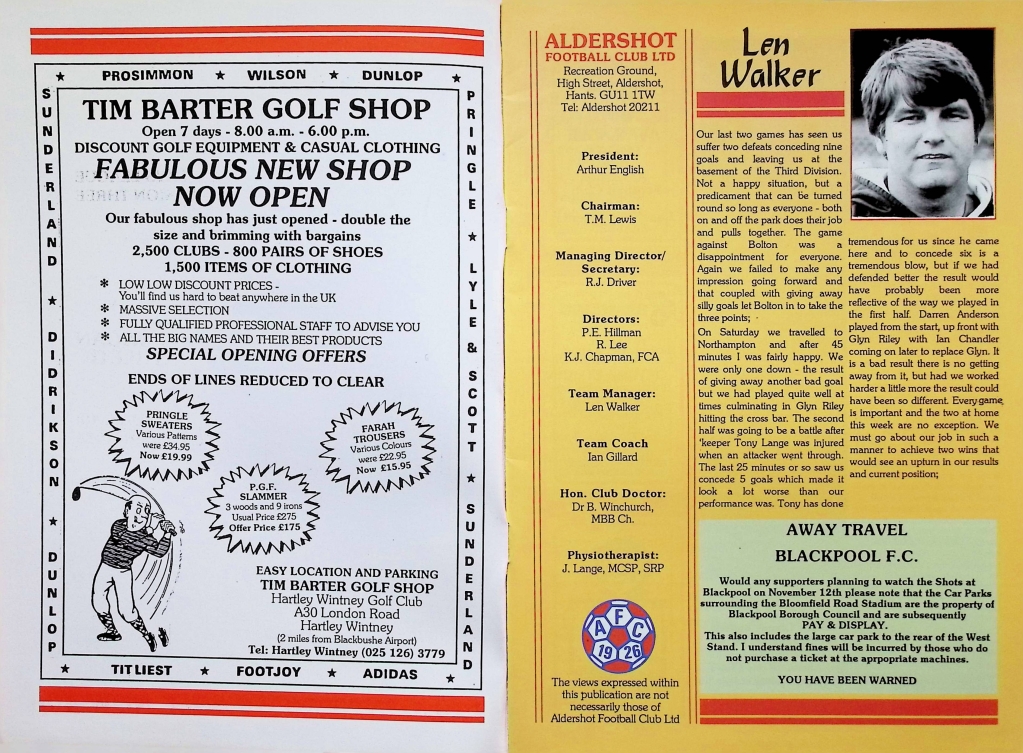 ★ PROSIMMON ★ WILSON ★ DUNLOP ★
SUNDERLAND ★ DIDRIKSON ★ DUNLOP
PRINGLE ★ LYLE & SCOTT ★ SUNDERLAND
TIM BARTER GOLF SHOP
Open 7 days - 8.00 a.m. - 6.00 p.m.
DISCOUNT GOLF EQUIPMENT & CASUAL CLOTHING
FABULOUS NEW SHOP
NOW OPEN
Our fabulous shop has just opened - double the
size and brimming with bargains
2,500 CLUBS - 800 PAIRS OF SHOES
1,500 ITEMS OF CLOTHING
* LOW LOW DISCOUNT PRICES -
You'll find us hard to beat anywhere in the UK
* MASSIVE SELECTION
* FULLY QUALIFIED PROFESSIONAL STAFF TO ADVISE YOU
* ALL THE BIG NAMES AND THEIR BEST PRODUCTS
SPECIAL OPENING OFFERS
ENDS OF LINES REDUCED TO CLEAR
PRINGLE
SWEATERS
Various Patterns
were £34.95
Now £19.99
FARAH
TROUSERS
Various Colours
were £22.95
Now £15.95
P.G.F.
SLAMMER
3 woods and 9 irons
Usual Price £275
Offer Price £175
EASY LOCATION AND PARKING
TIM BARTER GOLF SHOP
Hartley Wintney Golf Club
A30 London Road
Hartley Wintney
(2 miles from Blackbushe Airport)
Tel: Hartley Wintney (025 126) 3779
★ TITLIEST ★ FOOTJOY ★ ADIDAS ★
ALDERSHOT
FOOTBALL CLUB LTD
Recreation Ground,
High Street, Aldershot,
Hants. GU11 1TW
Tel: Aldershot 20211
President:
Arthur English
Chairman:
T.M. Lewis
Managing Director/
Secretary:
R.J. Driver
Directors:
P.E. Hillman
R. Lee
K.J. Chapman, FCA
Team Manager:
Len Walker
Team Coach
Ian Gillard
Hon. Club Doctor:
Dr B. Winchurch,
MBB Ch.
Physiotherapist:
J. Lange, MCSP, SRP
AFC
1926
The views expressed within
this publication are not
necessarily those of
Aldershot Football Club Ltd
Len
Walker
Our last two games has seen us
suffer two defeats conceding nine
goals and leaving us at the
basement of the Third Division.
Not a happy situation, but a
predicament that can be turned
round so long as everyone - both
on and off the park does their job
and pulls together. The game
against Bolton was a
disappointment for everyone.
Again we failed to make any
impression going forward and
that coupled with giving away
silly goals let Bolton in to take the
three points;
On Saturday we travelled to
Northampton and after 45
minutes I was fairly happy. We
were only one down - the result
of giving away another bad goal
but we had played quite well at
times culminating in Glyn Riley
hitting the cross bar. The second
half was going to be a battle after
'keeper Tony Lange was injured
when an attacker went through.
The last 25 minutes or so saw us
concede 5 goals which made it
look a lot worse than our
performance was. Tony has done
tremendous for us since he came
here and to concede six is a
tremendous blow, but if we had
defended better the result would
have probably been more
reflective of the way we played in
the first half. Darren Anderson
played from the start, up front with
Glyn Riley with Ian Chandler
coming on later to replace Glyn. It
is a bad result there is no getting
away from it, but had we worked
harder a little more the result could
have been so different. Every game
is important and the two at home
this week are no exception. We
must go about our job in such a
manner to achieve two wins that
would see an upturn in our results
and current position;
AWAY TRAVEL
BLACKPOOL F.C.
Would any supporters planning to watch the Shots at
Blackpool on November 12th please note that the Car Parks
surrounding the Bloomfield Road Stadium are the property of
Blackpool Borough Council and are subsequently
PAY & DISPLAY.
This also includes the large car park to the rear of the West
Stand. I understand fines will be incurred by those who do
not purchase a ticket at the aprpopriate machines.
YOU HAVE BEEN WARNED